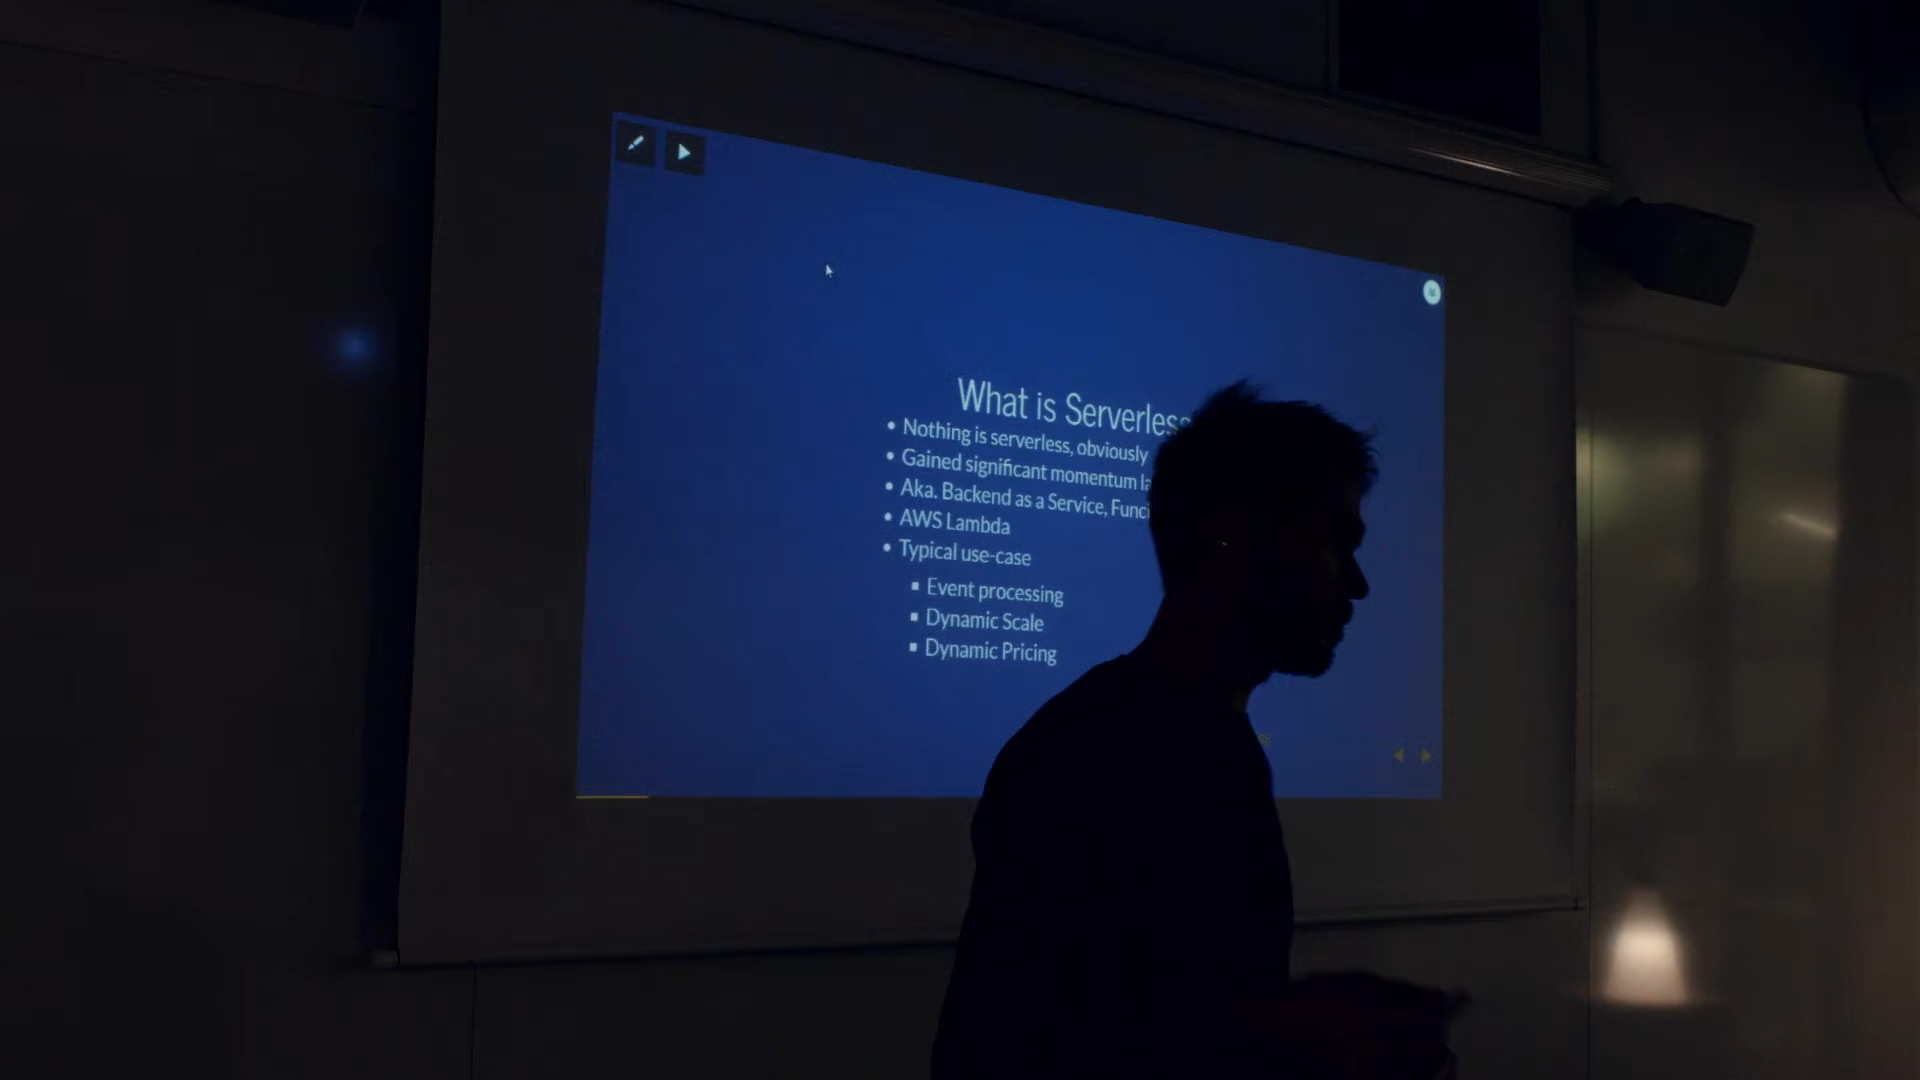 What is Serverless
• Nothing is serverless, obviously
• Gained significant momentum
• Aka. Backend as a Service,
• AWS Lambda
• Typical use-case
▪ Event processing
▪ Dynamic Scale
▪ Dynamic Pricing